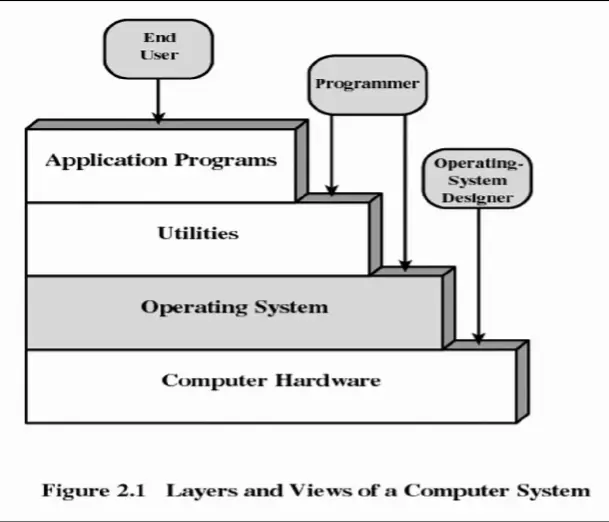 End
User
Programmer
Operating-
System
Designer
Application Programs
Utilities
Operating System
Computer Hardware
Figure 2.1 Layers and Views of a Computer System